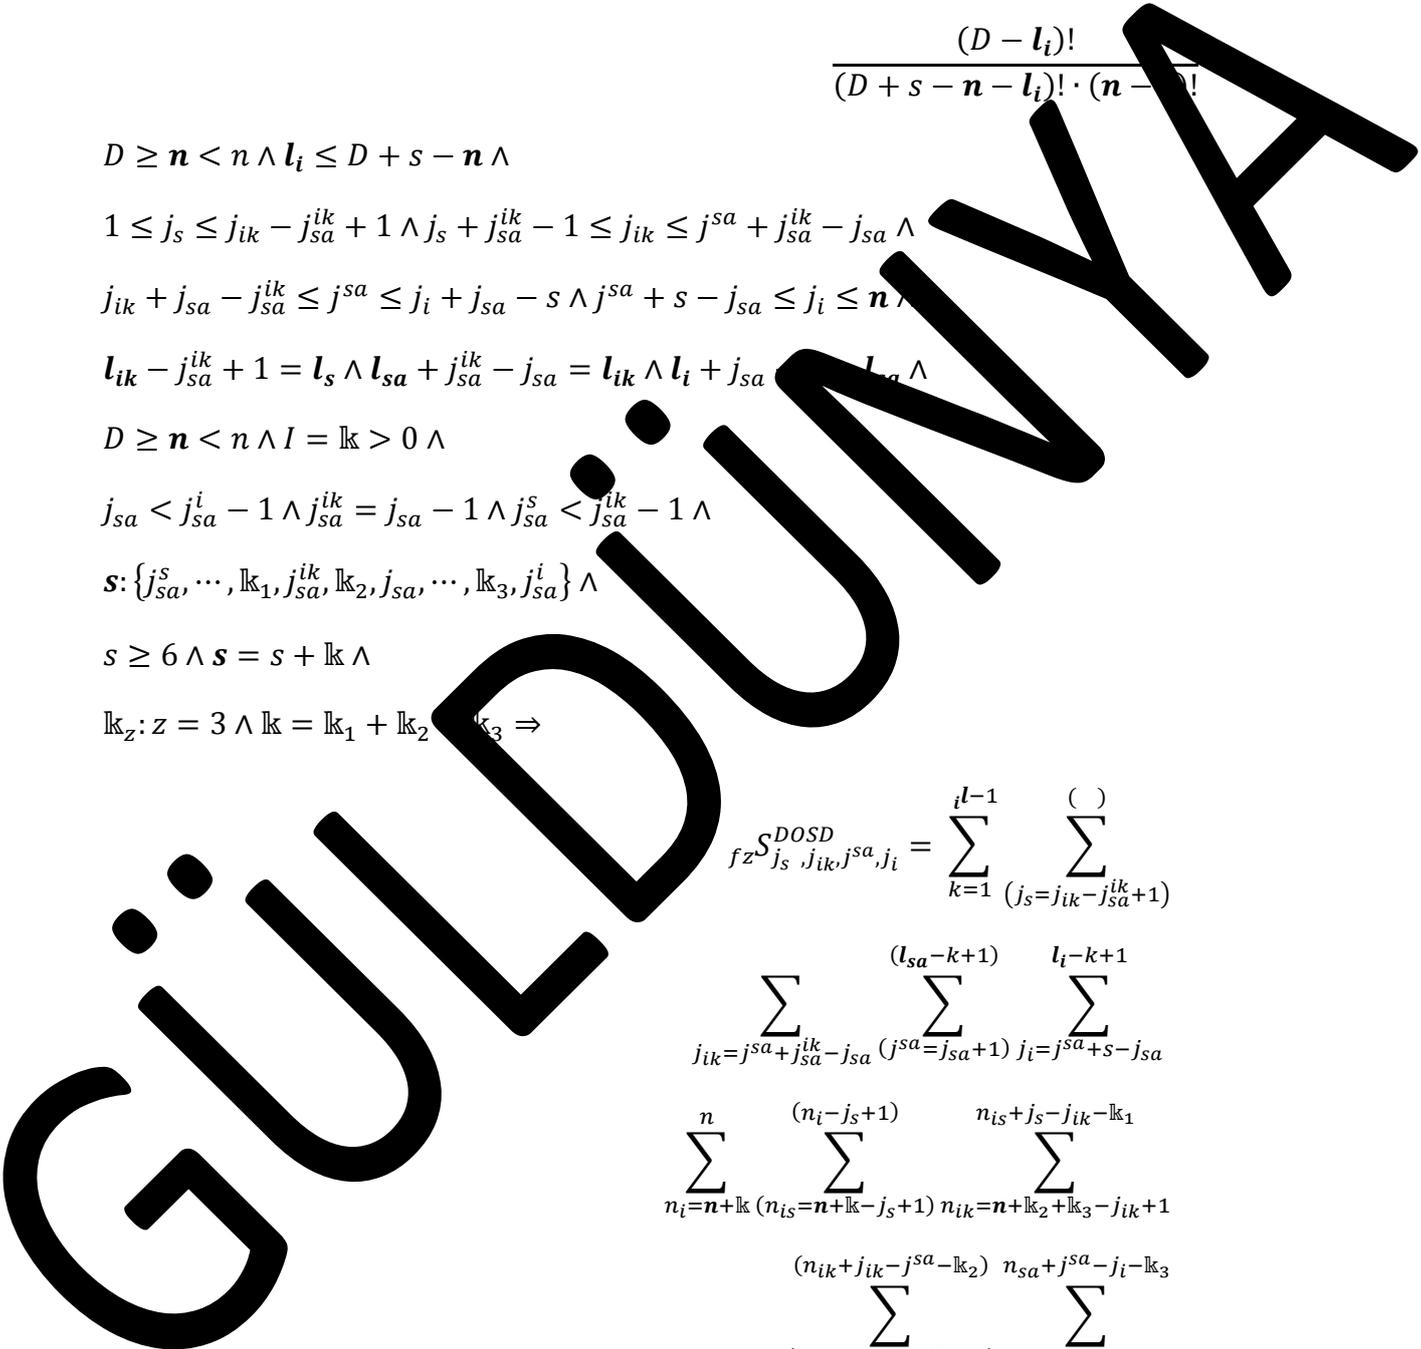 (D − l_i)!
(D + s − n − l_i)! · (n − )!
D ≥ n < n ∧ l_i ≤ D + s − n ∧
1 ≤ j_s ≤ j_ik − j_sa^ik + 1 ∧ j_s + j_sa^ik − 1 ≤ j_ik ≤ j^sa + j_sa^ik − j_sa ∧
j_ik + j_sa − j_sa^ik ≤ j^sa ≤ j_i + j_sa − s ∧ j^sa + s − j_sa ≤ j_i ≤ n ∧
l_ik − j_sa^ik + 1 = l_s ∧ l_sa + j_sa^ik − j_sa = l_ik ∧ l_i + j_sa l_sa ∧
D ≥ n < n ∧ I = 𝕜 > 0 ∧
j_sa < j_sa^i − 1 ∧ j_sa^ik = j_sa − 1 ∧ j_sa^s < j_sa^ik − 1 ∧
s: {j_sa^s, ⋯ , 𝕜_1, j_sa^ik, 𝕜_2, j_sa, ⋯ , 𝕜_3, j_sa^i} ∧
s ≥ 6 ∧ s = s + 𝕜 ∧
𝕜_z: z = 3 ∧ 𝕜 = 𝕜_1 + 𝕜_2 𝕜_3 ⇒
_il−1 ( )
_fz S_{j_s ,j_ik,j^sa,j_i}^DOSD = ∑ ∑
k=1 (j_s=j_ik−j_sa^ik+1)
(l_sa−k+1) l_i−k+1
∑ ∑ ∑
j_ik=j^sa+j_sa^ik−j_sa (j^sa=j_sa+1) j_i=j^sa+s−j_sa
n (n_i−j_s+1) n_is+j_s−j_ik−𝕜_1
∑ ∑ ∑
n_i=n+𝕜 (n_is=n+𝕜−j_s+1) n_ik=n+𝕜_2+𝕜_3−j_ik+1
(n_ik+j_ik−j^sa−𝕜_2) n_sa+j^sa−j_i−𝕜_3
∑ ∑
GÜLDÜNYA